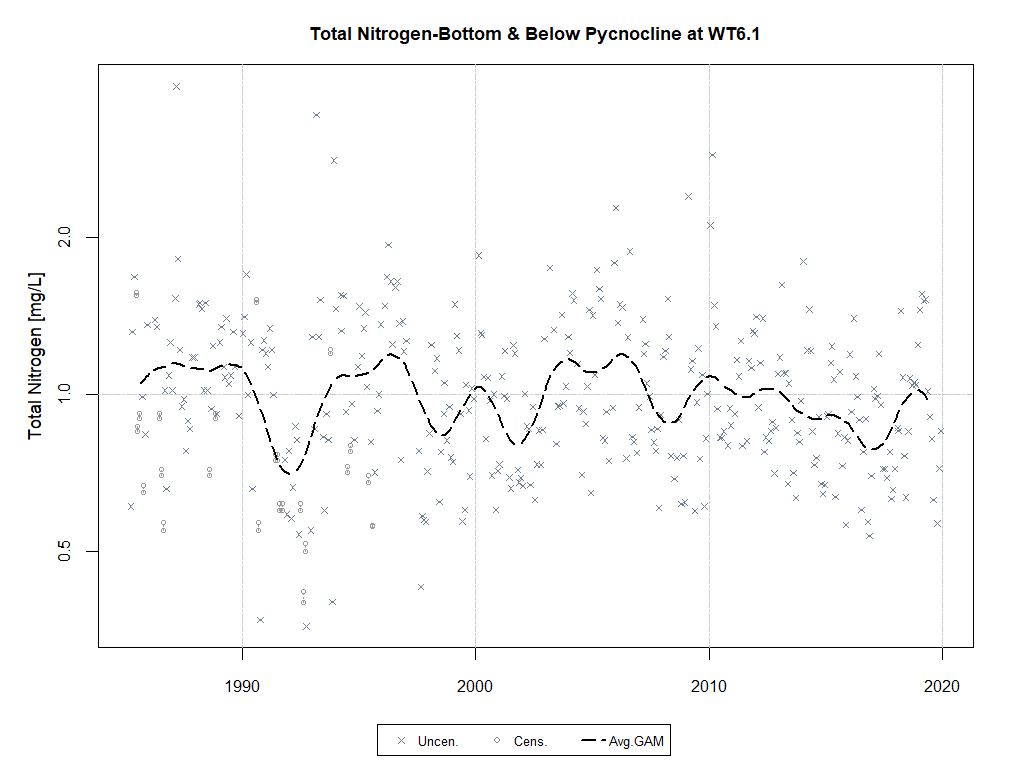 Total Nitrogen-Bottom & Below Pycnocline at WT6.1
Total Nitrogen [mg/L]
2.0
1.0
0.5
1990 2000 2010 2020
Uncen. Cens. Avg.GAM